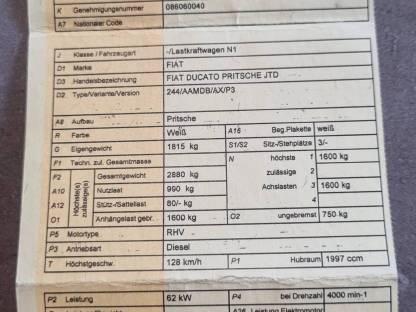 K Genehmigungsnummer 086060040
A7 Nationaler Code
J Klasse / Fahrzeugart -/Lastkraftwagen N1
D1 Marke FIAT
D3 Handelsbezeichnung FIAT DUCATO PRITSCHE JTD
D2 Type/Variante/Version 244/AAMDB/AX/P3
A8 Aufbau Pritsche
R Farbe Weiß A16 Beg.Plakette weiß
G Eigengewicht 1815 kg S1/S2 Sitz-/Stehplätze 3/-
F1 Techn. zul. Gesamtmasse N höchste 1 1600 kg
F2 Höchste(s) zulässige(s) Gesamtgewicht 2880 kg zulässige 2
A10 Nutzlast 990 kg Achslasten 3 1600 kg
A12 Stütz-/Sattellast 80/- kg 4
O1 Anhängelast gebr. 1600 kg O2 ungebremst 750 kg
P5 Motortype RHV
P3 Antriebsart Diesel
T Höchstgeschw. 128 km/h P1 Hubraum 1997 ccm
P2 Leistung 62 kW P4 bei Drehzahl 4000 min-1
Leistung Elektromotor